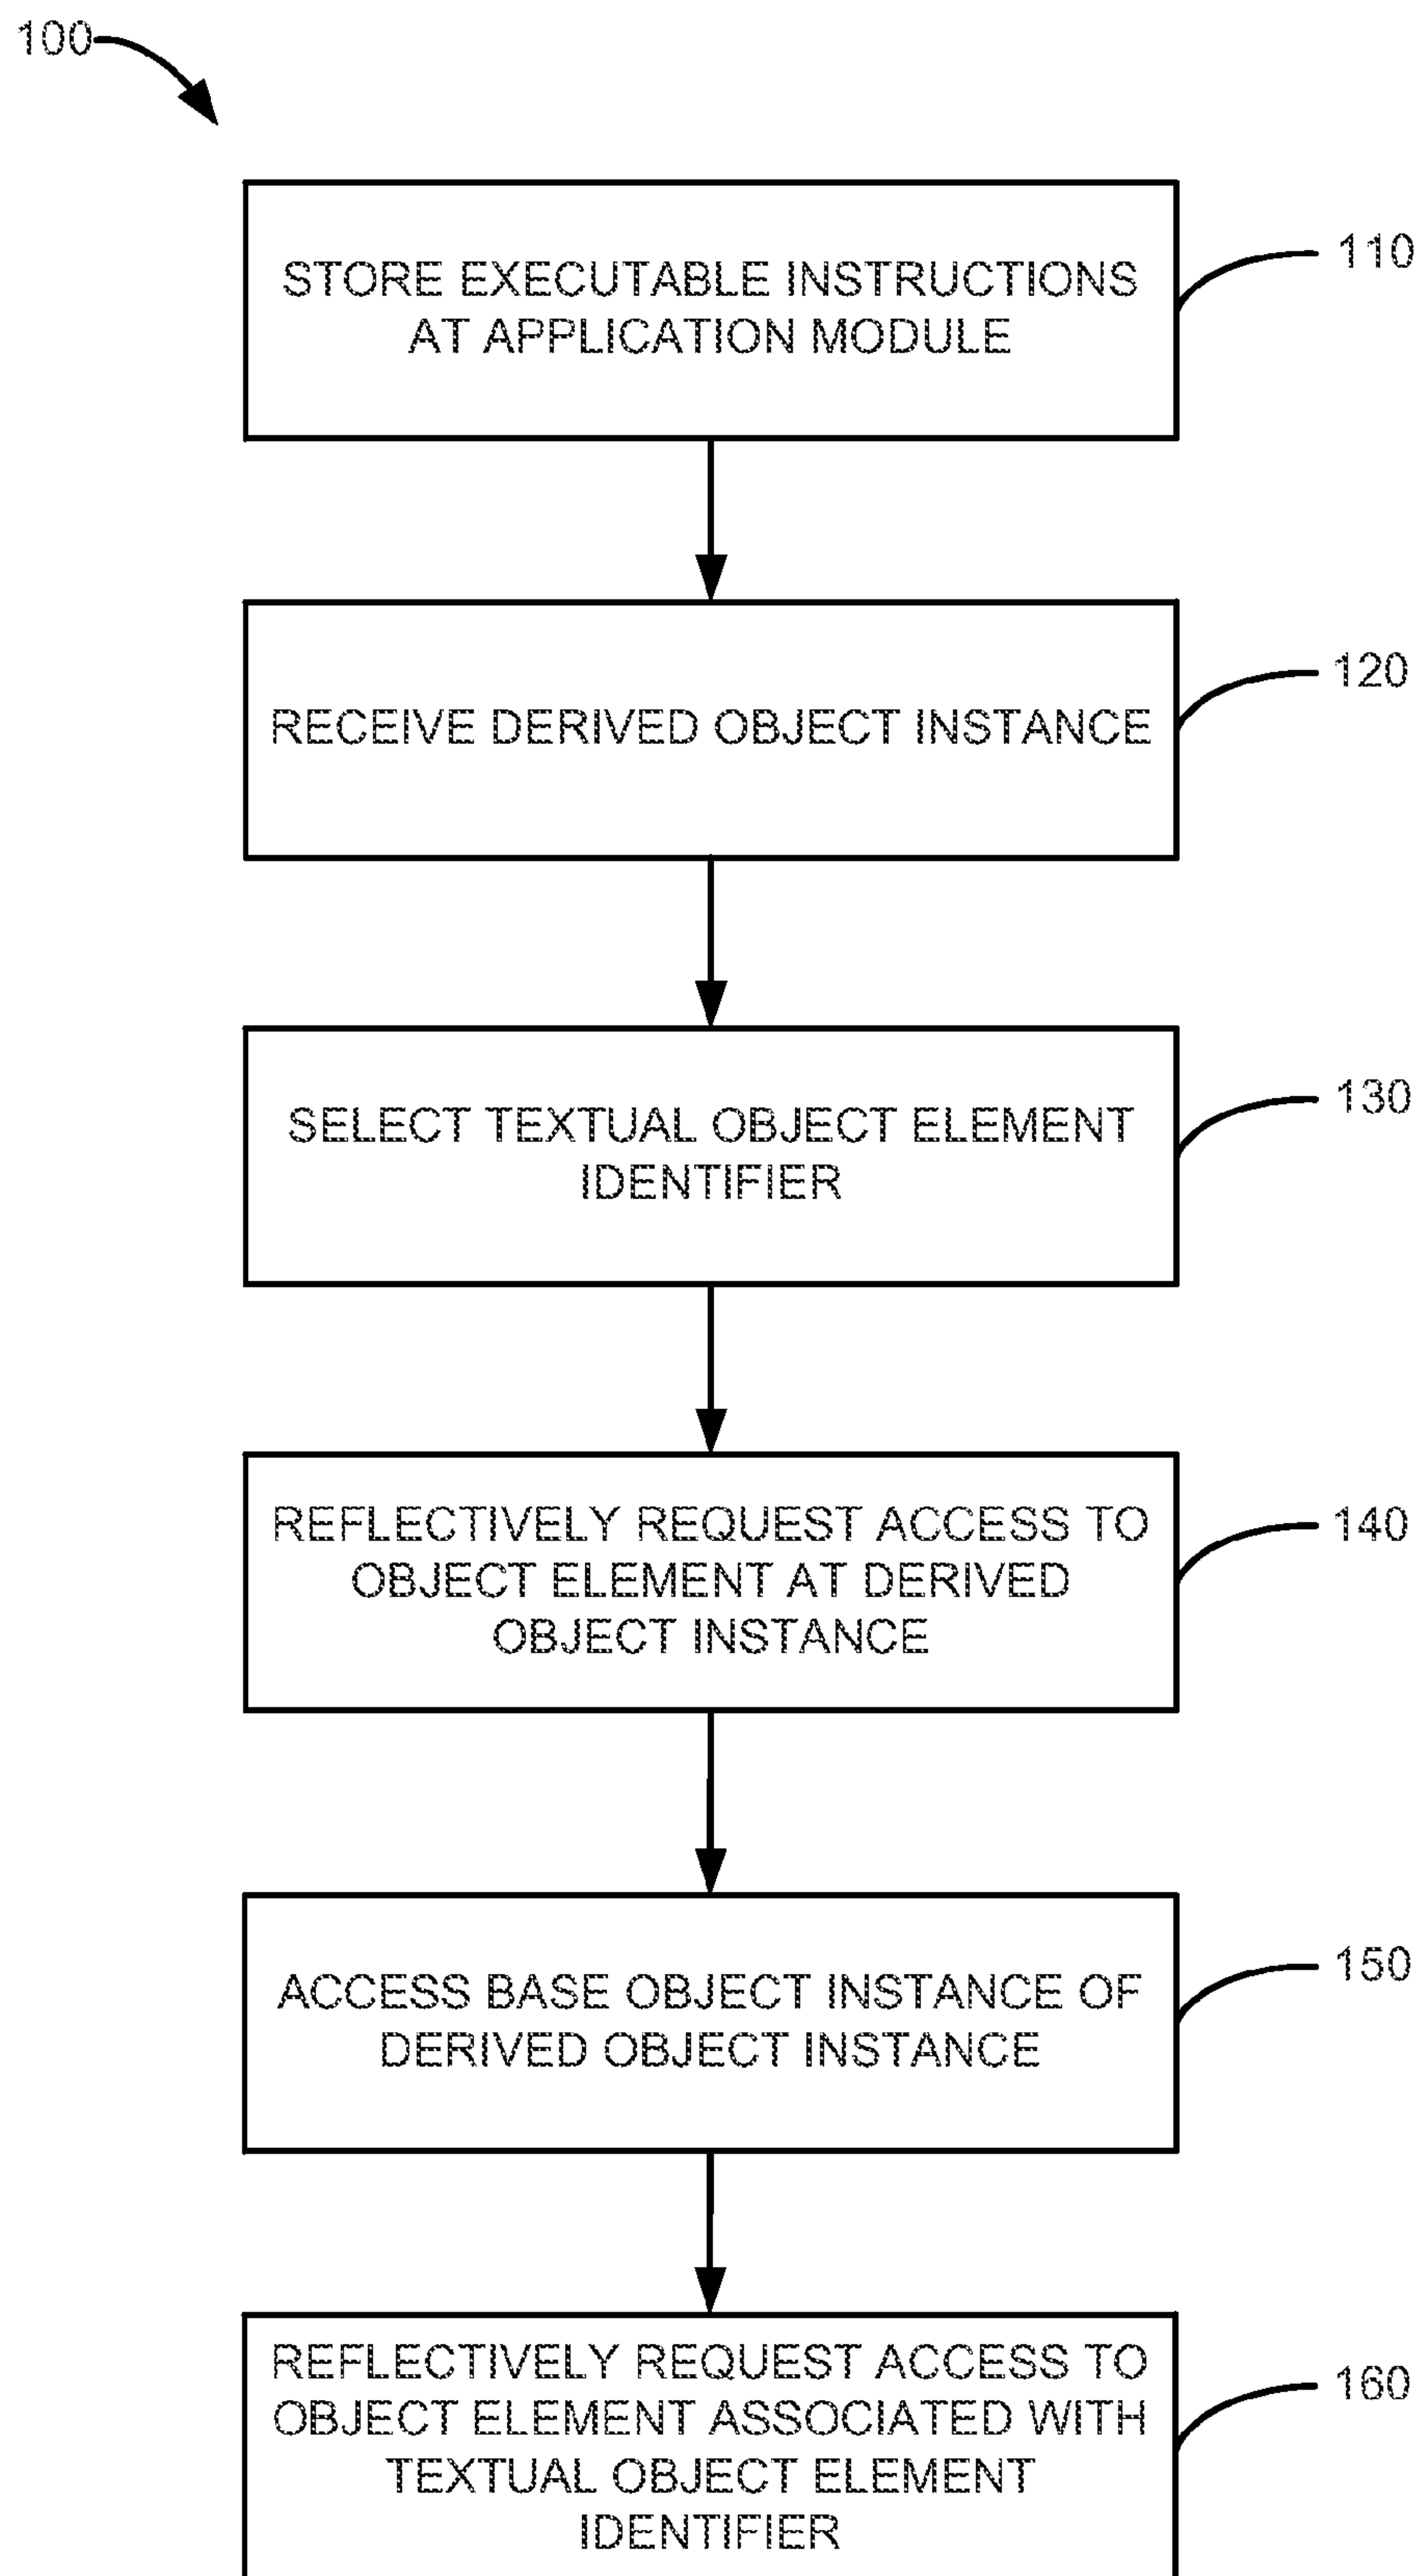 100
STORE EXECUTABLE INSTRUCTIONS
AT APPLICATION MODULE
110
RECEIVE DERIVED OBJECT INSTANCE
120
SELECT TEXTUAL OBJECT ELEMENT
IDENTIFIER
130
REFLECTIVELY REQUEST ACCESS TO
OBJECT ELEMENT AT DERIVED
OBJECT INSTANCE
140
ACCESS BASE OBJECT INSTANCE OF
DERIVED OBJECT INSTANCE
150
REFLECTIVELY REQUEST ACCESS TO
OBJECT ELEMENT ASSOCIATED WITH
TEXTUAL OBJECT ELEMENT
IDENTIFIER
160